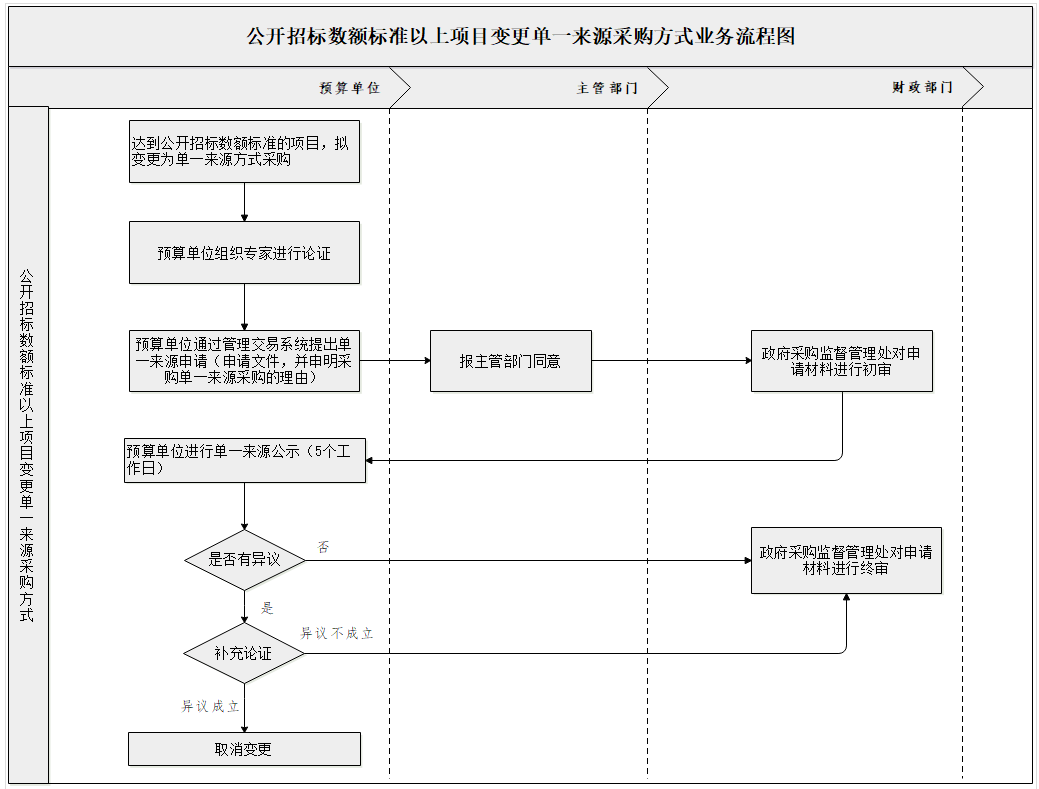 公开招标数额标准以上项目变更单一来源采购方式业务流程图
预算单位
主管部门
财政部门
公开招标数额标准以上项目变更单一来源采购方式
达到公开招标数额标准的项目，拟
变更为单一来源方式采购
预算单位组织专家进行论证
预算单位通过管理交易系统提出单
一来源申请（申请文件，并申明采
购单一来源采购的理由）
报主管部门同意
政府采购监督管理处对申
请材料进行初审
预算单位进行单一来源公示（5个工
作日）
是否有异议
否
政府采购监督管理处对申请
材料进行终审
是
补充论证
异议不成立
异议成立
取消变更